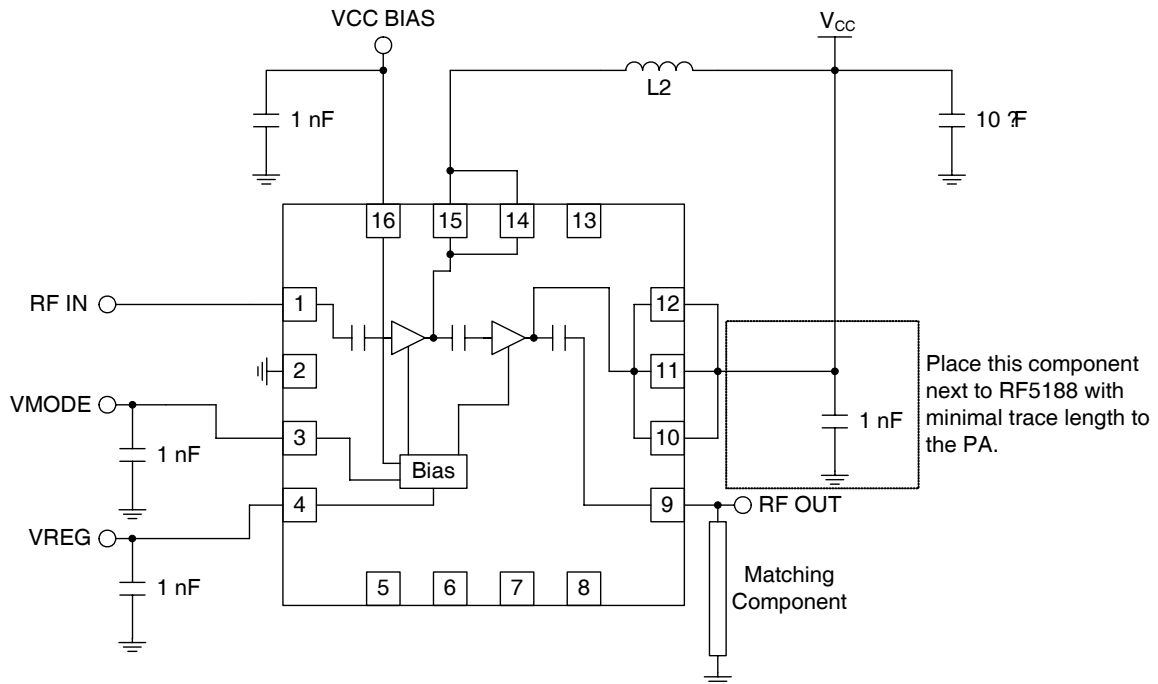 VCC BIAS
VCC
L2
1 nF
10 ?F
16
15
14
13
RF IN
1
12
2
11
Place this component
next to RF5188 with
minimal trace length to
the PA.
VMODE
3
10
1 nF
1 nF
Bias
4
9
RF OUT
VREG
1 nF
5
6
7
8
Matching
Component